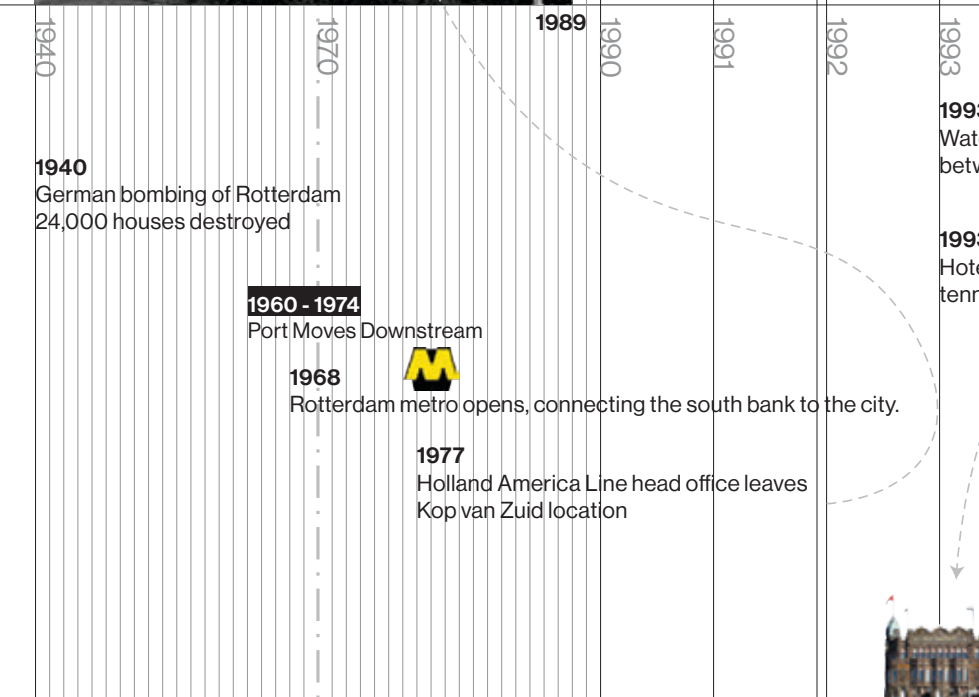 1989
1940
1970
1990
1991
1992
1993
1940
German bombing of Rotterdam
24,000 houses destroyed
1960 - 1974
Port Moves Downstream
1968
Rotterdam metro opens, connecting the south bank to the city.
1977
Holland America Line head office leaves
Kop van Zuid location